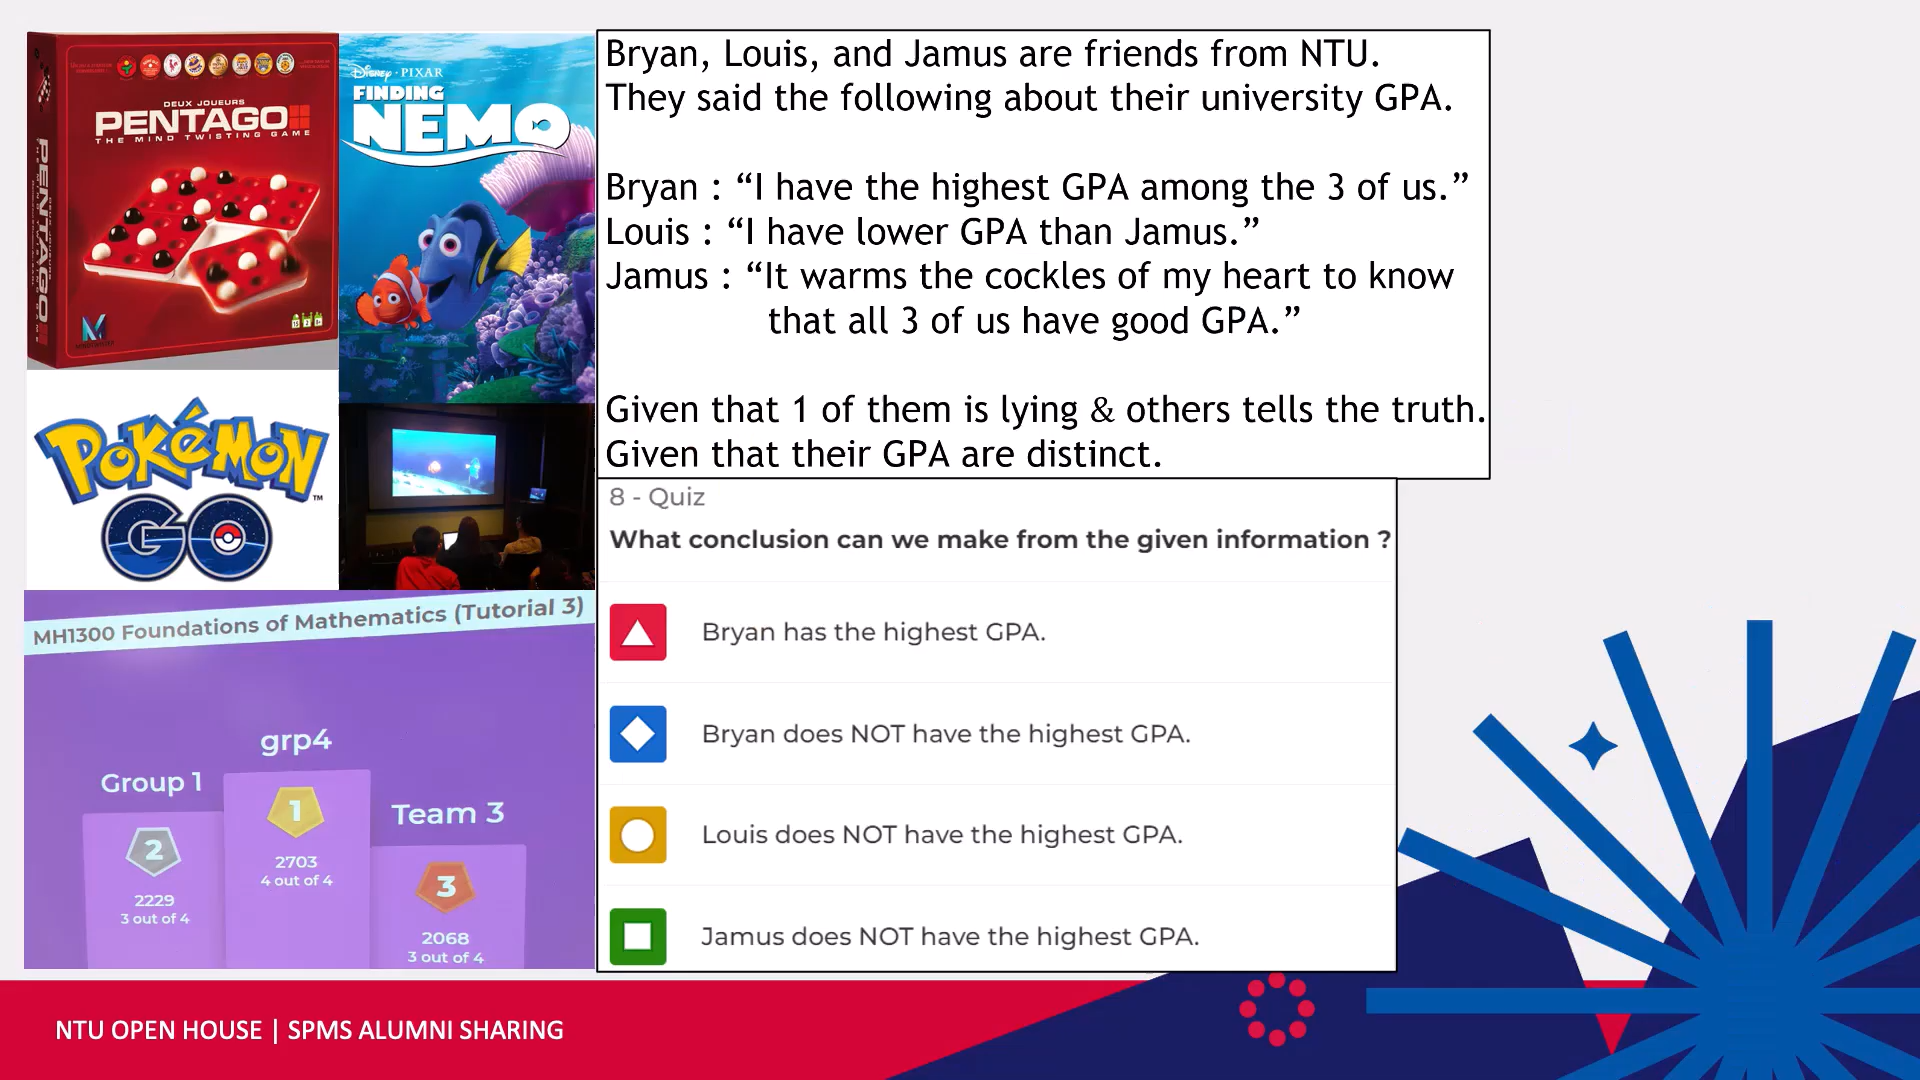 DEUX JOUEURS
PENTAGO
THE MIND TWISTING GAME
PENTAGO
Disney · PIXAR
FINDING
NEMO
POKÉMON
GO
TM
MH1300 Foundations of Mathematics (Tutorial 3)
grp4
Group 1
Team 3
1
2
3
2703
4 out of 4
2229
3 out of 4
2068
3 out of 4
Bryan, Louis, and Jamus are friends from NTU.
They said the following about their university GPA.
Bryan : “I have the highest GPA among the 3 of us.”
Louis : “I have lower GPA than Jamus.”
Jamus : “It warms the cockles of my heart to know
that all 3 of us have good GPA.”
Given that 1 of them is lying & others tells the truth.
Given that their GPA are distinct.
8 - Quiz
What conclusion can we make from the given information ?
Bryan has the highest GPA.
Bryan does NOT have the highest GPA.
Louis does NOT have the highest GPA.
Jamus does NOT have the highest GPA.
NTU OPEN HOUSE | SPMS ALUMNI SHARING